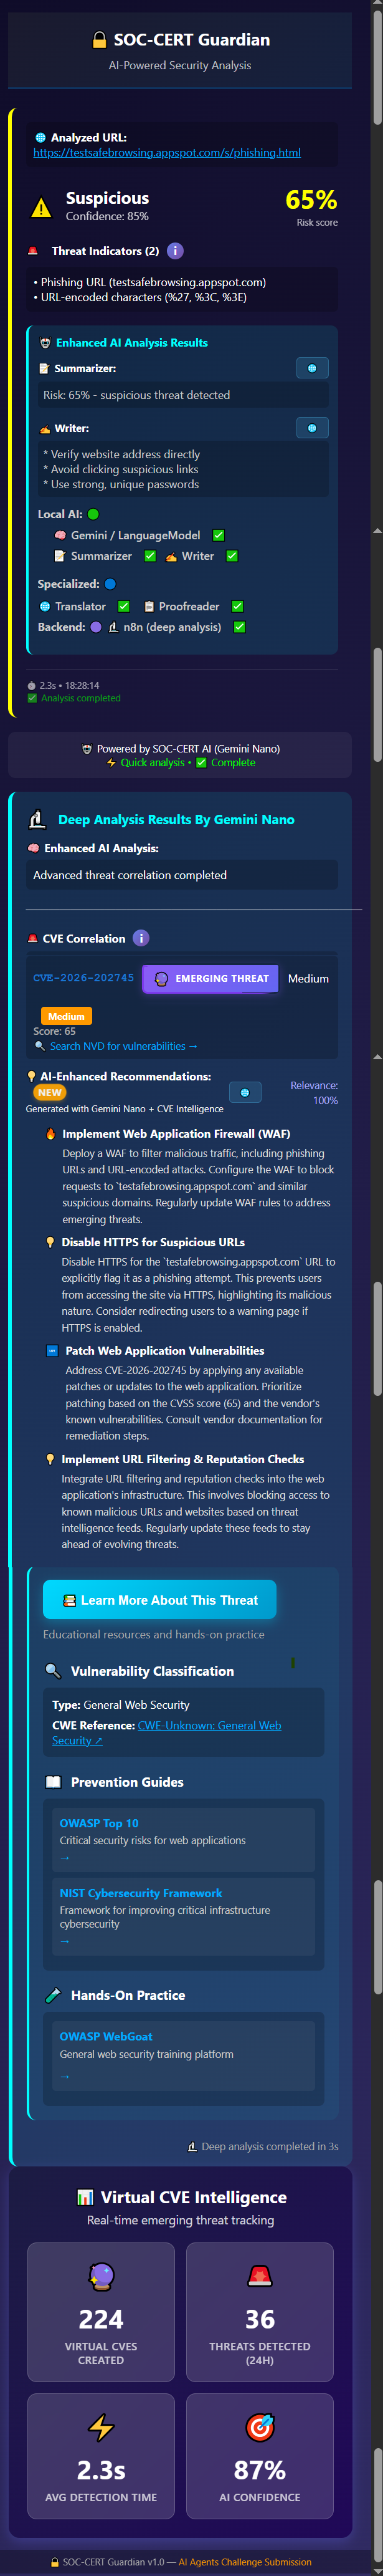 SOC-CERT Guardian
AI-Powered Security Analysis
Analyzed URL:
https://testsafebrowsing.appspot.com/s/phishing.html
Suspicious
Confidence: 85%
65%
Risk score
Threat Indicators (2) i
• Phishing URL (testsafebrowsing.appspot.com)
• URL-encoded characters (%27, %3C, %3E)
Enhanced AI Analysis Results
Summarizer:
Risk: 65% - suspicious threat detected
Writer:
* Verify website address directly
* Avoid clicking suspicious links
* Use strong, unique passwords
Local AI:
Gemini / LanguageModel
Summarizer Writer
Specialized:
Translator Proofreader
Backend: n8n (deep analysis)
2.3s • 18:28:14
Analysis completed
Powered by SOC-CERT AI (Gemini Nano)
Quick analysis • Complete
Deep Analysis Results By Gemini Nano
Enhanced AI Analysis:
Advanced threat correlation completed
CVE Correlation i
CVE-2026-202745 EMERGING THREAT Medium
Medium
Score: 65
Search NVD for vulnerabilities →
AI-Enhanced Recommendations:
NEW
Generated with Gemini Nano + CVE Intelligence
Relevance:
100%
Implement Web Application Firewall (WAF)
Deploy a WAF to filter malicious traffic, including phishing
URLs and URL-encoded attacks. Configure the WAF to block
requests to `testafebrowsing.appspot.com` and similar
suspicious domains. Regularly update WAF rules to address
emerging threats.
Disable HTTPS for Suspicious URLs
Disable HTTPS for the `testafebrowsing.appspot.com` URL to
explicitly flag it as a phishing attempt. This prevents users
from accessing the site via HTTPS, highlighting its malicious
nature. Consider redirecting users to a warning page if
HTTPS is enabled.
Patch Web Application Vulnerabilities
Address CVE-2026-202745 by applying any available
patches or updates to the web application. Prioritize
patching based on the CVSS score (65) and the vendor's
known vulnerabilities. Consult vendor documentation for
remediation steps.
Implement URL Filtering & Reputation Checks
Integrate URL filtering and reputation checks into the web
application's infrastructure. This involves blocking access to
known malicious URLs and websites based on threat
intelligence feeds. Regularly update these feeds to stay
ahead of evolving threats.
Learn More About This Threat
Educational resources and hands-on practice
Vulnerability Classification
Type: General Web Security
CWE Reference: CWE-Unknown: General Web
Security ↗
Prevention Guides
OWASP Top 10
Critical security risks for web applications
→
NIST Cybersecurity Framework
Framework for improving critical infrastructure
cybersecurity
→
Hands-On Practice
OWASP WebGoat
General web security training platform
→
Deep analysis completed in 3s
Virtual CVE Intelligence
Real-time emerging threat tracking
224
VIRTUAL CVES
CREATED
36
THREATS DETECTED
(24H)
2.3s
AVG DETECTION TIME
87%
AI CONFIDENCE
SOC-CERT Guardian v1.0 — AI Agents Challenge Submission